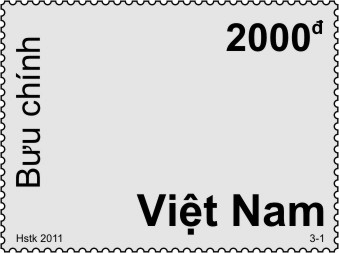 2000đ
Bưu chính
Việt Nam
Hstk 2011
3-1